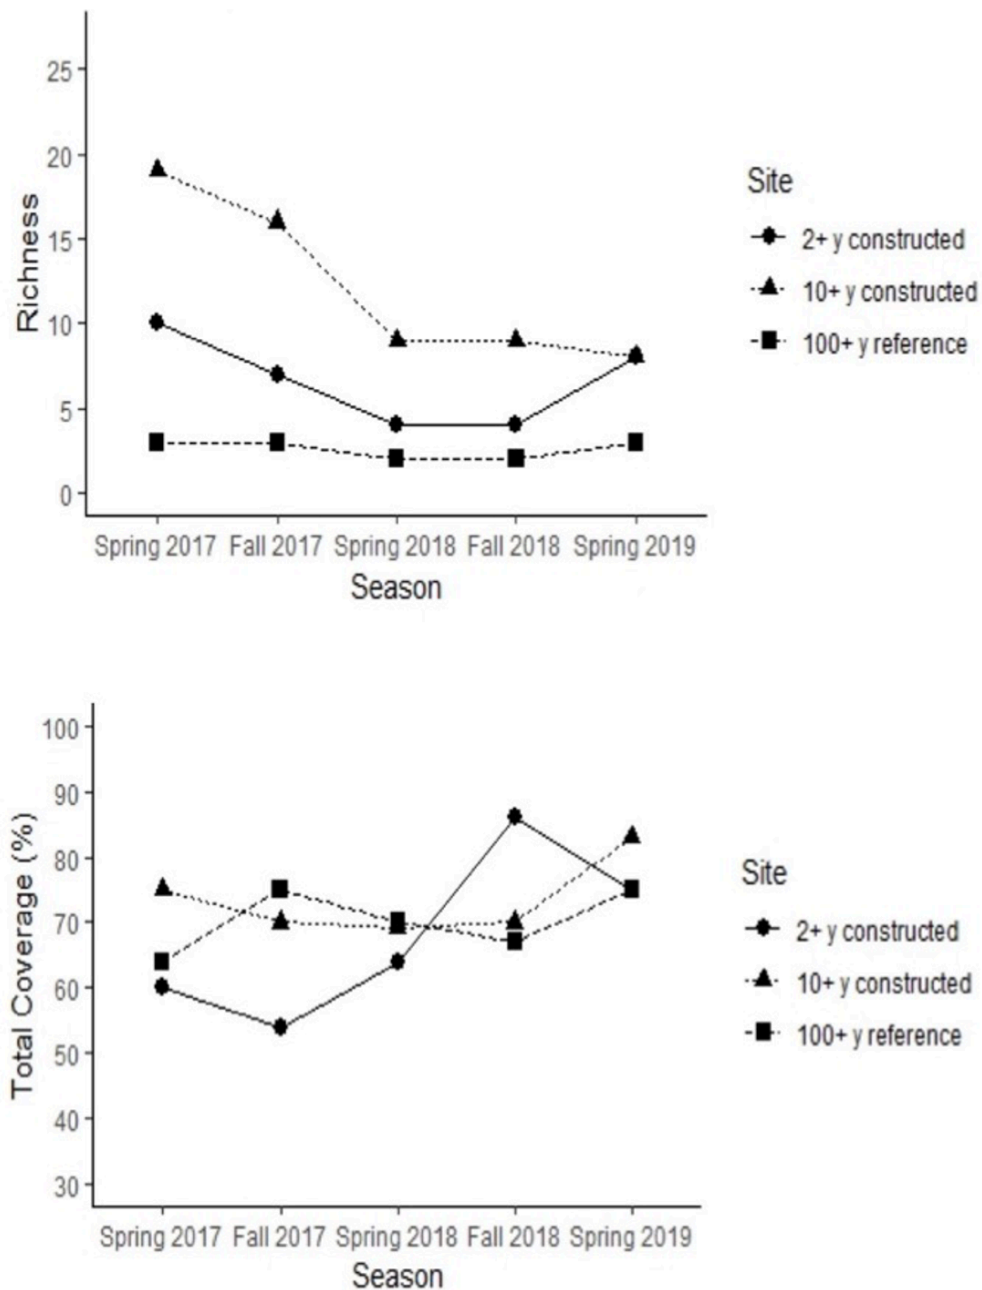 25
20
15
10
5
0
Richness
Spring 2017 Fall 2017 Spring 2018 Fall 2018 Spring 2019
Season
Site
2+ y constructed
10+ y constructed
100+ y reference
100
90
80
70
60
50
40
30
Total Coverage (%)
Spring 2017 Fall 2017 Spring 2018 Fall 2018 Spring 2019
Season
Site
2+ y constructed
10+ y constructed
100+ y reference